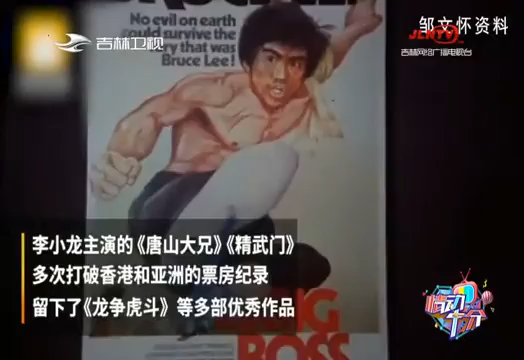 No evil on earth
could survive the
fury that was
Bruce Lee!
吉林卫视
邹文怀资料
JLRTV
吉林网络广播电视台
李小龙主演的《唐山大兄》《精武门》
多次打破香港和亚洲的票房纪录
留下了《龙争虎斗》等多部优秀作品
BIG
BOSS